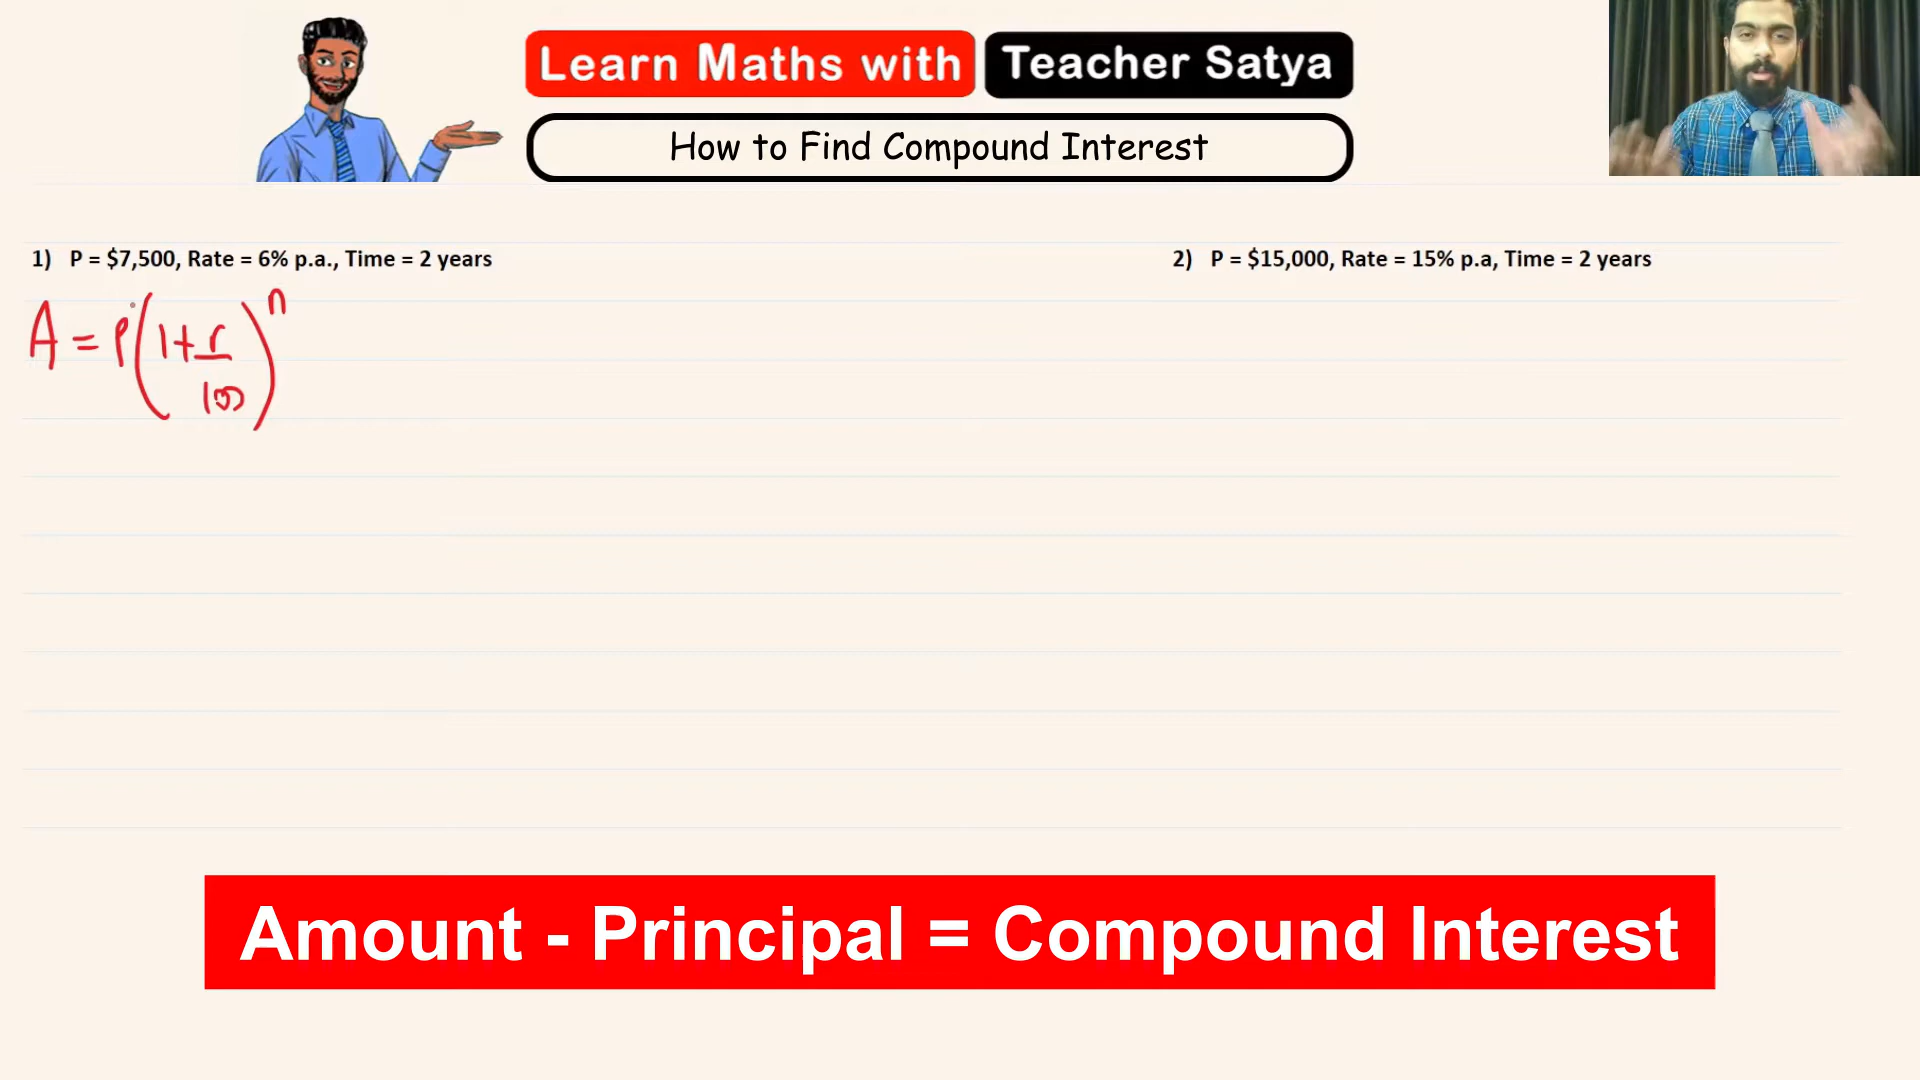 Learn Maths with Teacher Satya
How to Find Compound Interest
1) P = $7,500, Rate = 6% p.a., Time = 2 years
2) P = $15,000, Rate = 15% p.a, Time = 2 years
A = P(1 + r/100)^n
Amount - Principal = Compound Interest